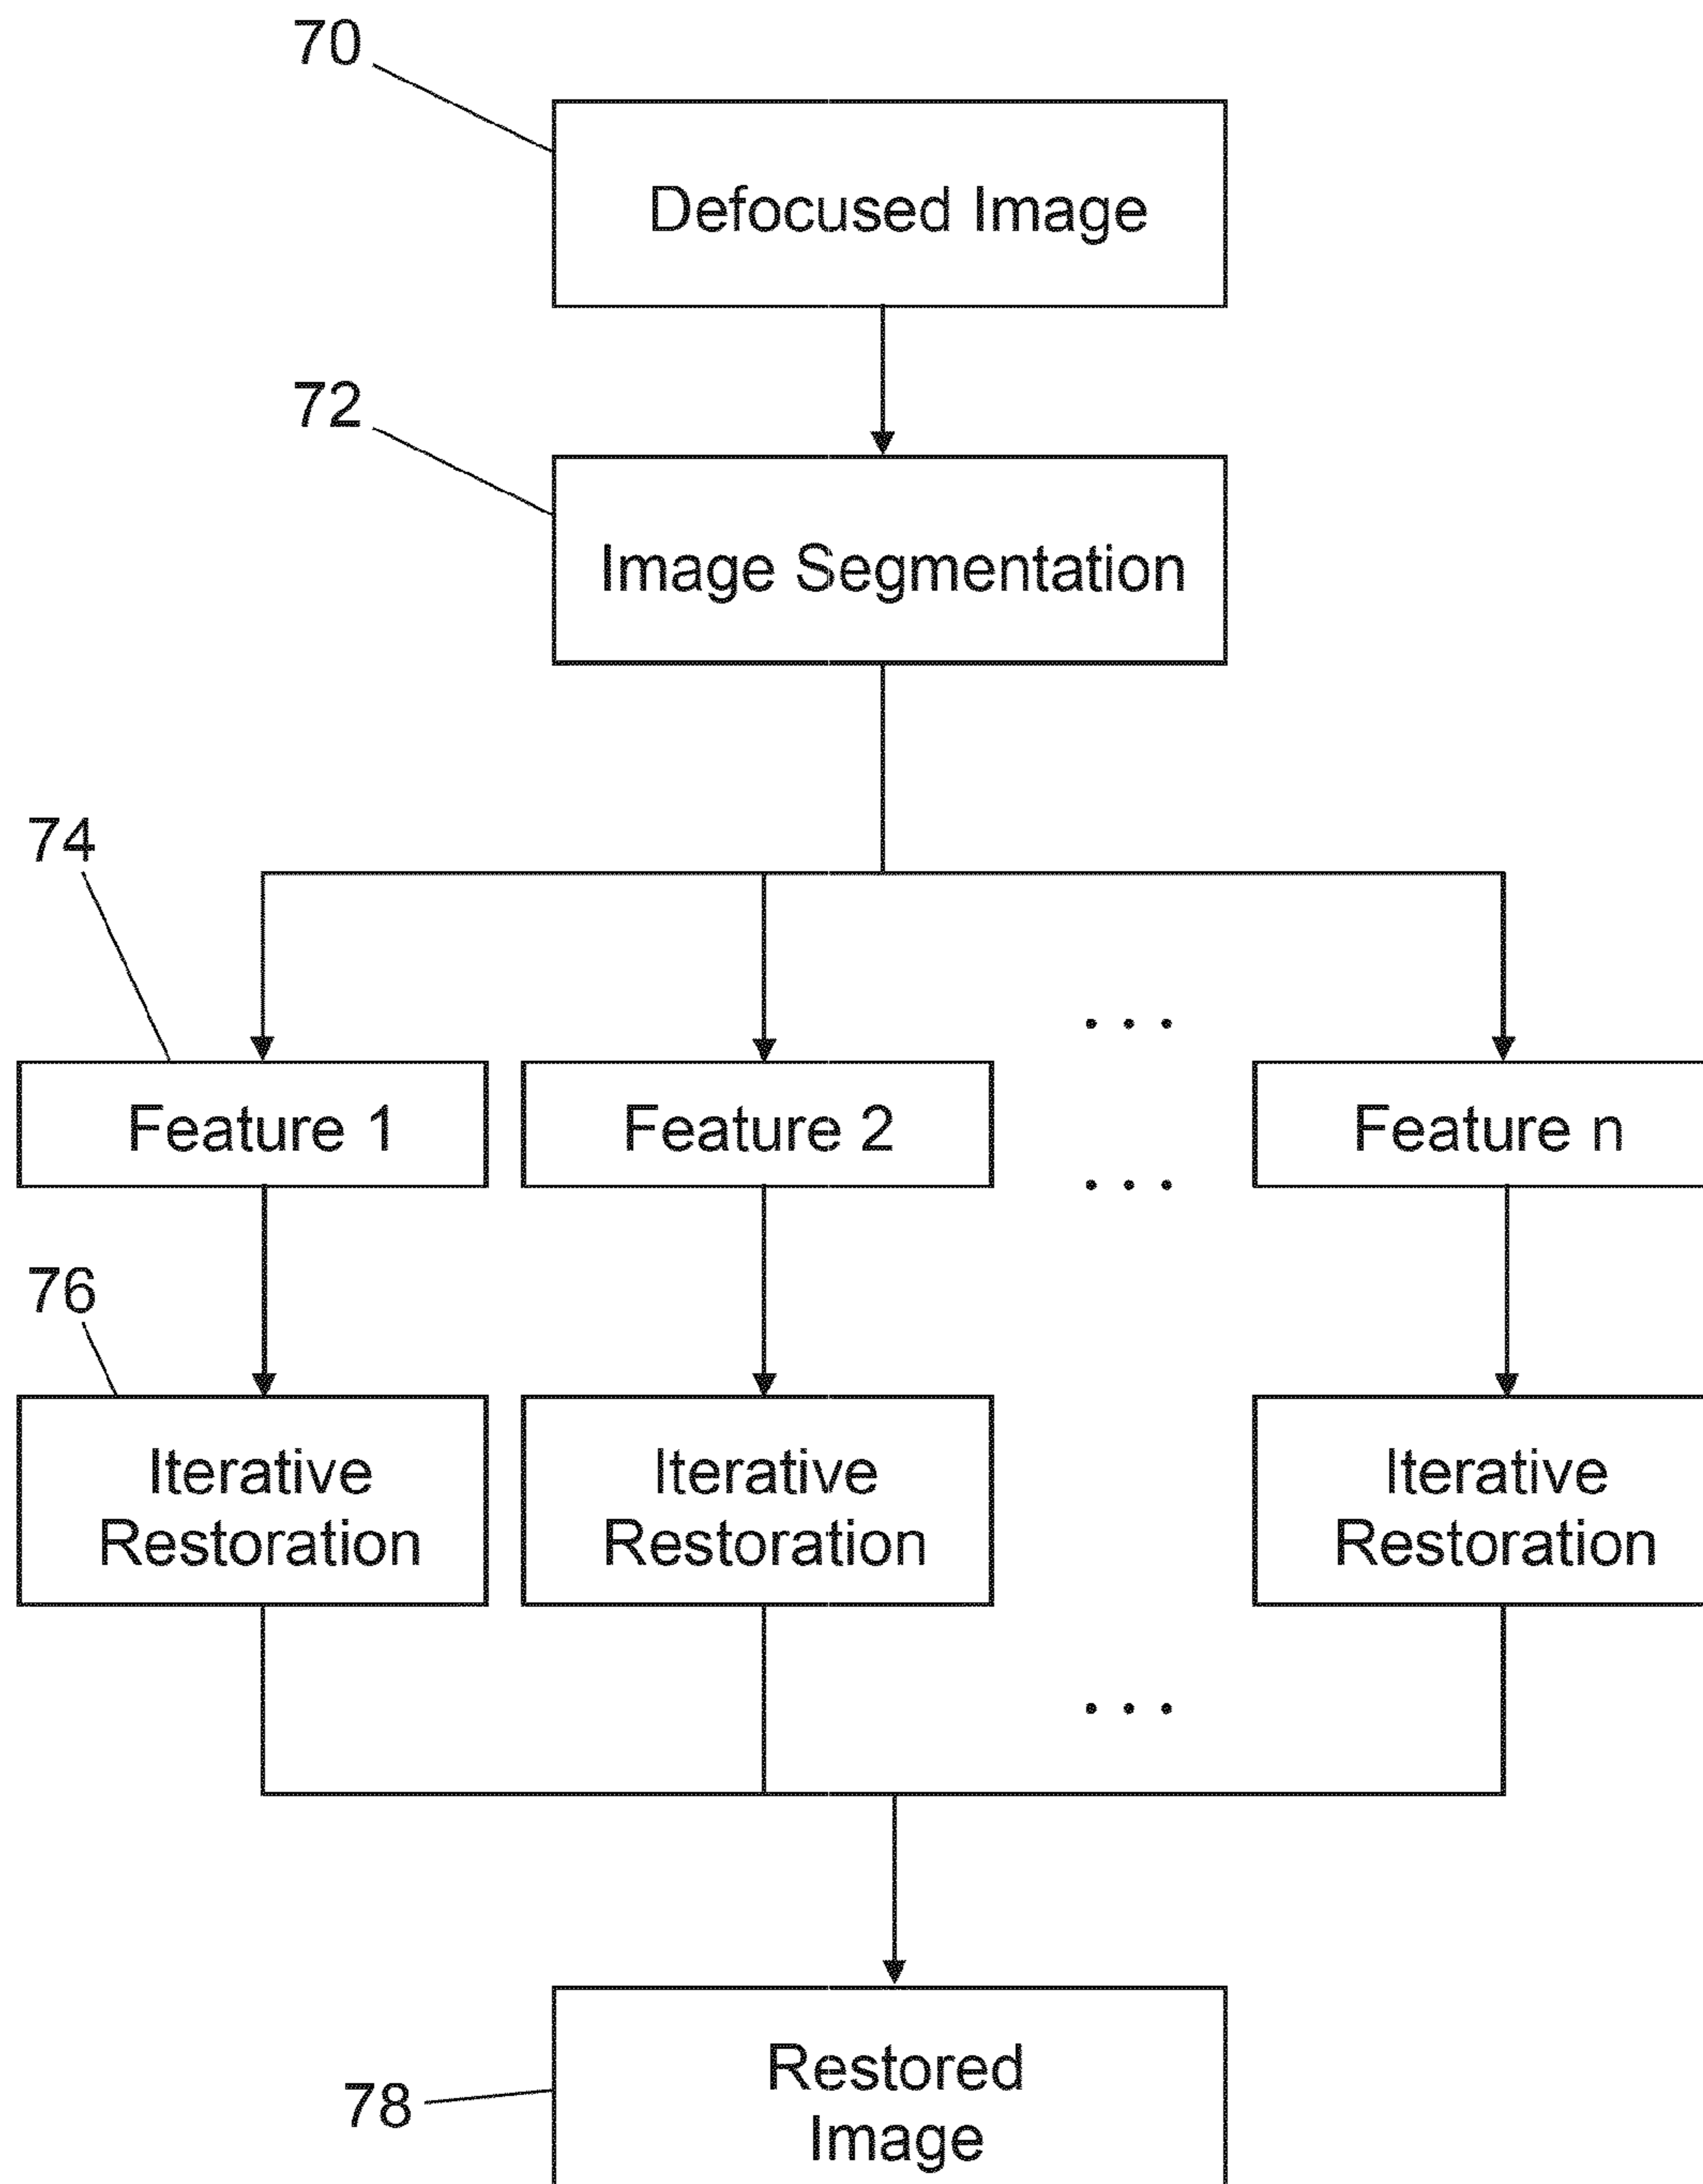 70
Defocused Image
72
Image Segmentation
74
. . .
Feature 1
Feature 2
Feature n
. . .
76
Iterative
Restoration
Iterative
Restoration
Iterative
Restoration
. . .
78
Restored
Image